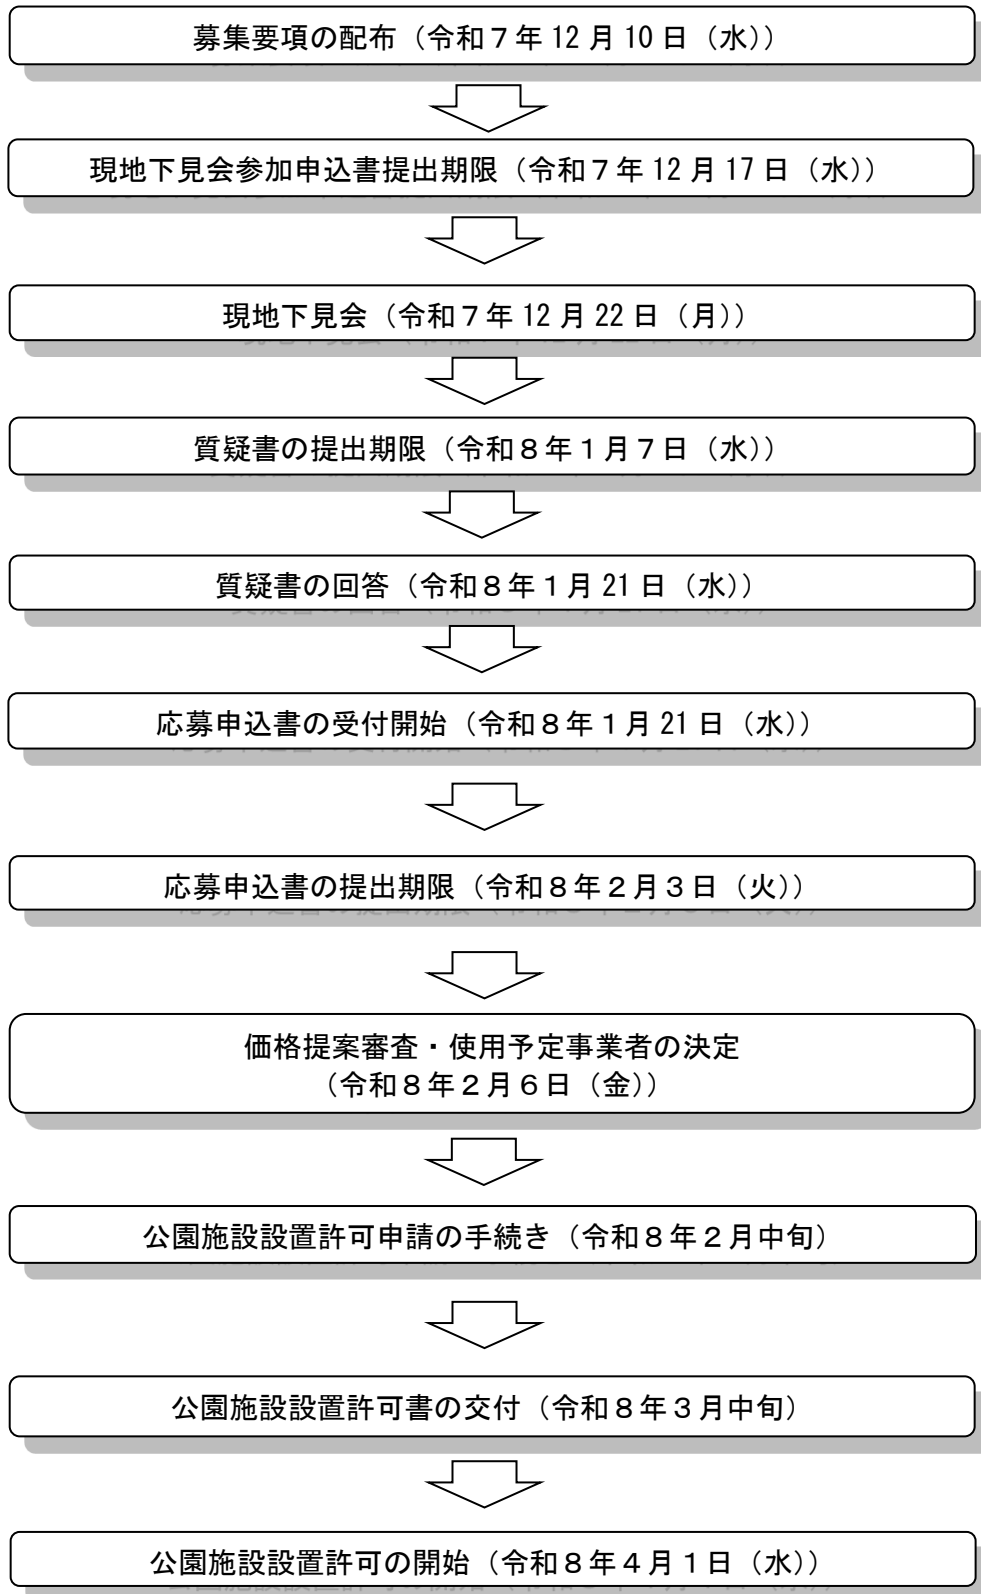 募集要項の配布（令和７年 12 月 10 日（水））
現地下見会参加申込書提出期限（令和７年 12 月 17 日（水））
現地下見会（令和７年 12 月 22 日（月））
質疑書の提出期限（令和８年１月７日（水））
質疑書の回答（令和８年１月 21 日（水））
応募申込書の受付開始（令和８年１月 21 日（水））
応募申込書の提出期限（令和８年２月３日（火））
価格提案審査・使用予定事業者の決定
（令和８年２月６日（金））
公園施設設置許可申請の手続き（令和８年２月中旬）
公園施設設置許可書の交付（令和８年３月中旬）
公園施設設置許可の開始（令和８年４月１日（水））